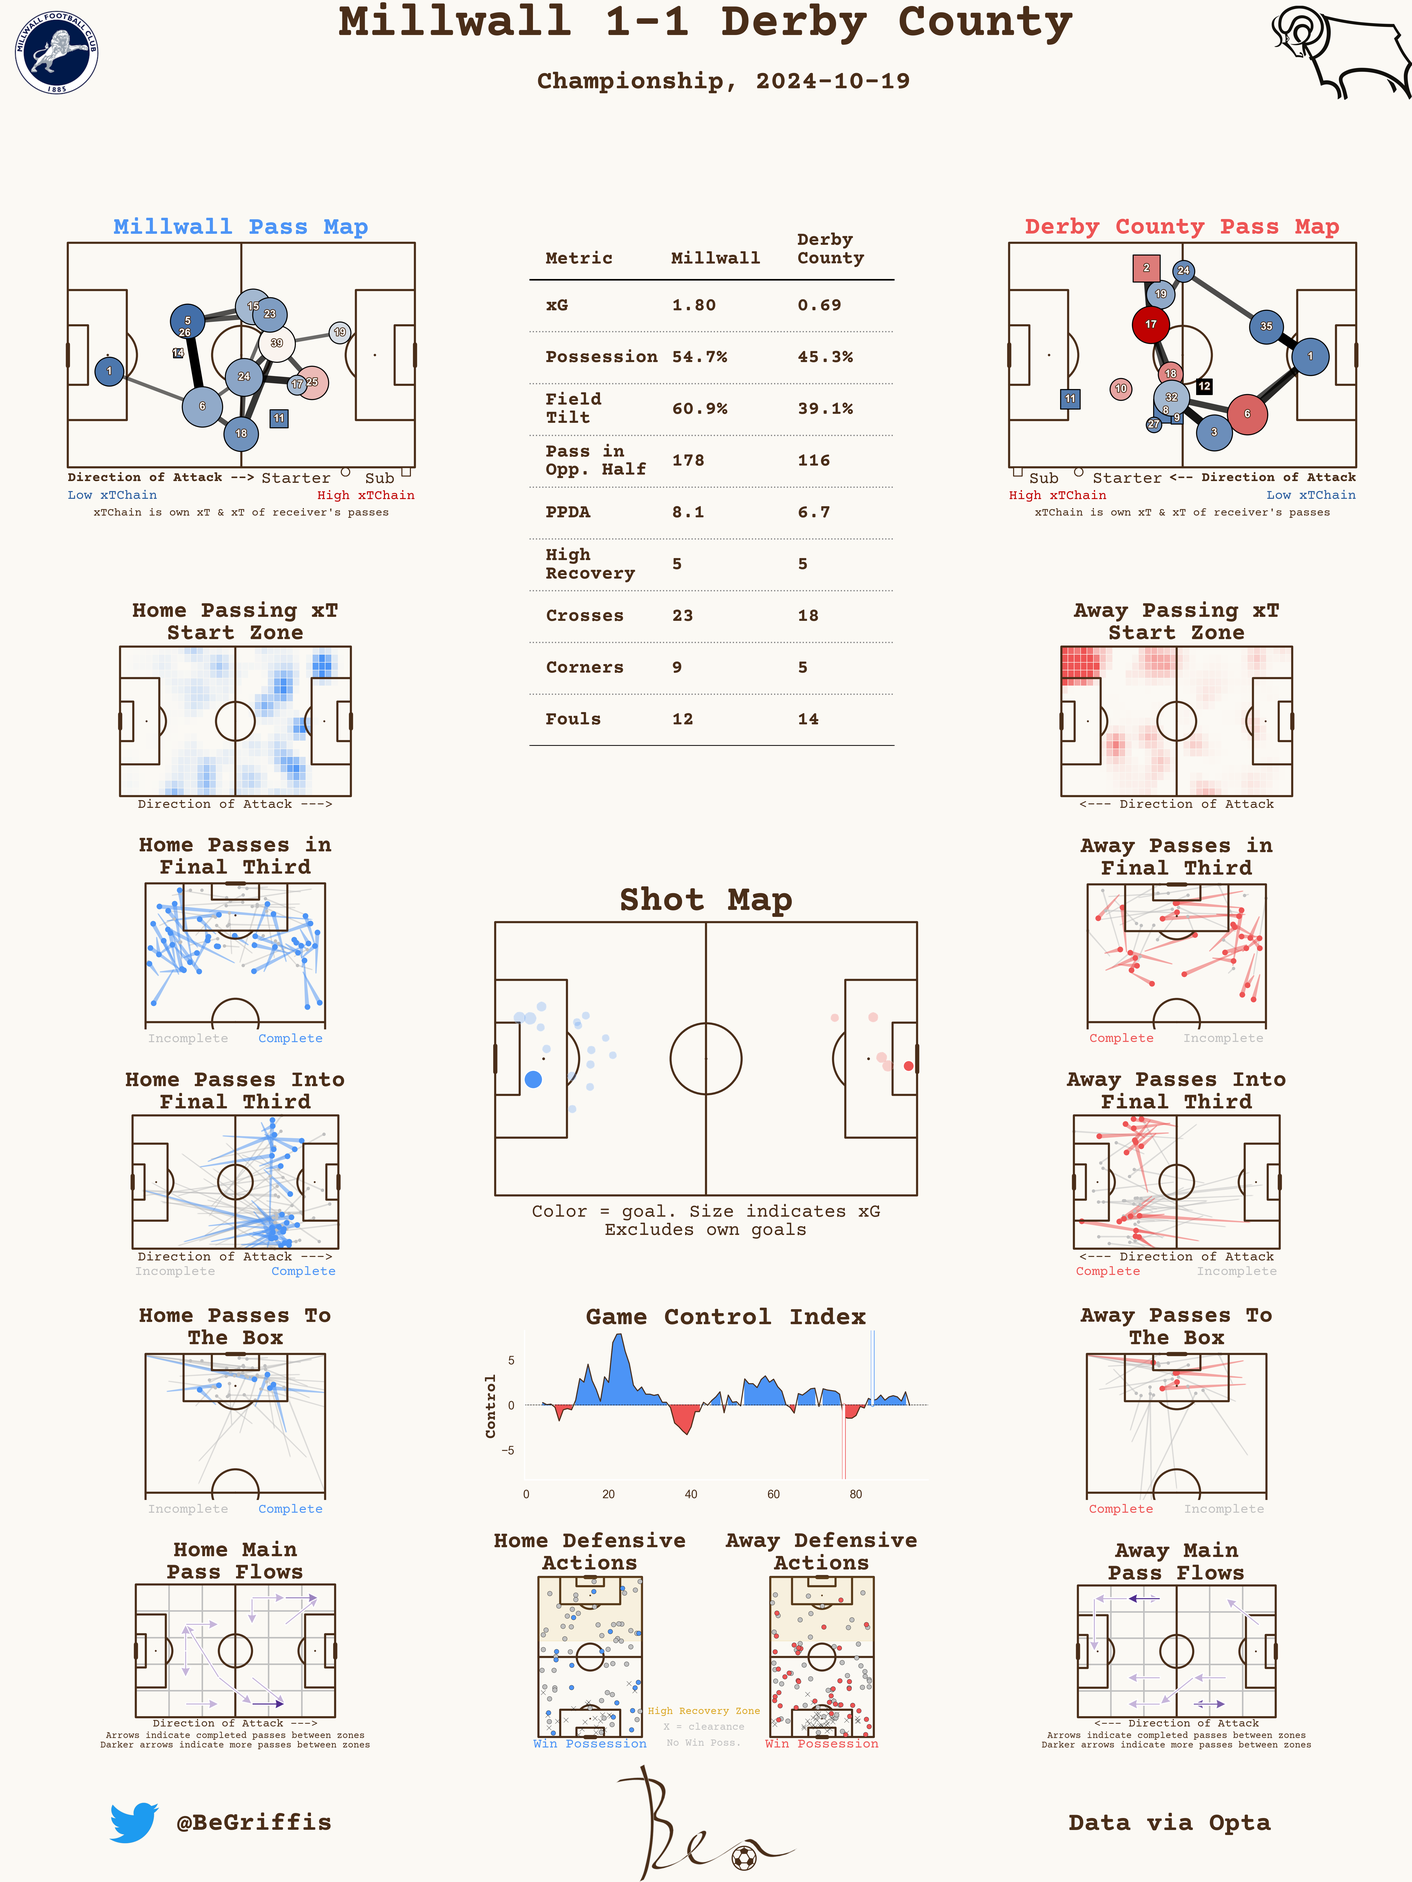 Millwall 1-1 Derby County
Championship, 2024-10-19
MILLWALL FOOTBALL CLUB
1885
Millwall Pass Map
1
5
26
14
6
15
23
39
24
18
17
25
19
11
Direction of Attack --> Starter Sub
Low xTChain High xTChain
xTChain is own xT & xT of receiver's passes
Metric Millwall Derby County
xG 1.80 0.69
Possession 54.7% 45.3%
Field Tilt 60.9% 39.1%
Pass in Opp. Half 178 116
PPDA 8.1 6.7
High Recovery 5 5
Crosses 23 18
Corners 9 5
Fouls 12 14
Derby County Pass Map
2
24
19
17
35
1
18
10
12
11
32
8
9
27
3
6
Sub Starter <-- Direction of Attack
High xTChain Low xTChain
xTChain is own xT & xT of receiver's passes
Home Passing xT
Start Zone
Direction of Attack --->
Away Passing xT
Start Zone
<--- Direction of Attack
Home Passes in
Final Third
Incomplete Complete
Away Passes in
Final Third
Complete Incomplete
Shot Map
Color = goal. Size indicates xG
Excludes own goals
Home Passes Into
Final Third
Direction of Attack --->
Incomplete Complete
Away Passes Into
Final Third
<--- Direction of Attack
Complete Incomplete
Home Passes To
The Box
Incomplete Complete
Game Control Index
Control
5
0
−5
0 20 40 60 80
Away Passes To
The Box
Complete Incomplete
Home Main
Pass Flows
Direction of Attack --->
Arrows indicate completed passes between zones
Darker arrows indicate more passes between zones
Home Defensive
Actions
Win Possession
Away Defensive
Actions
Win Possession
High Recovery Zone
X = clearance
No Win Poss.
Away Main
Pass Flows
<--- Direction of Attack
Arrows indicate completed passes between zones
Darker arrows indicate more passes between zones
@BeGriffis
Ben
Data via Opta